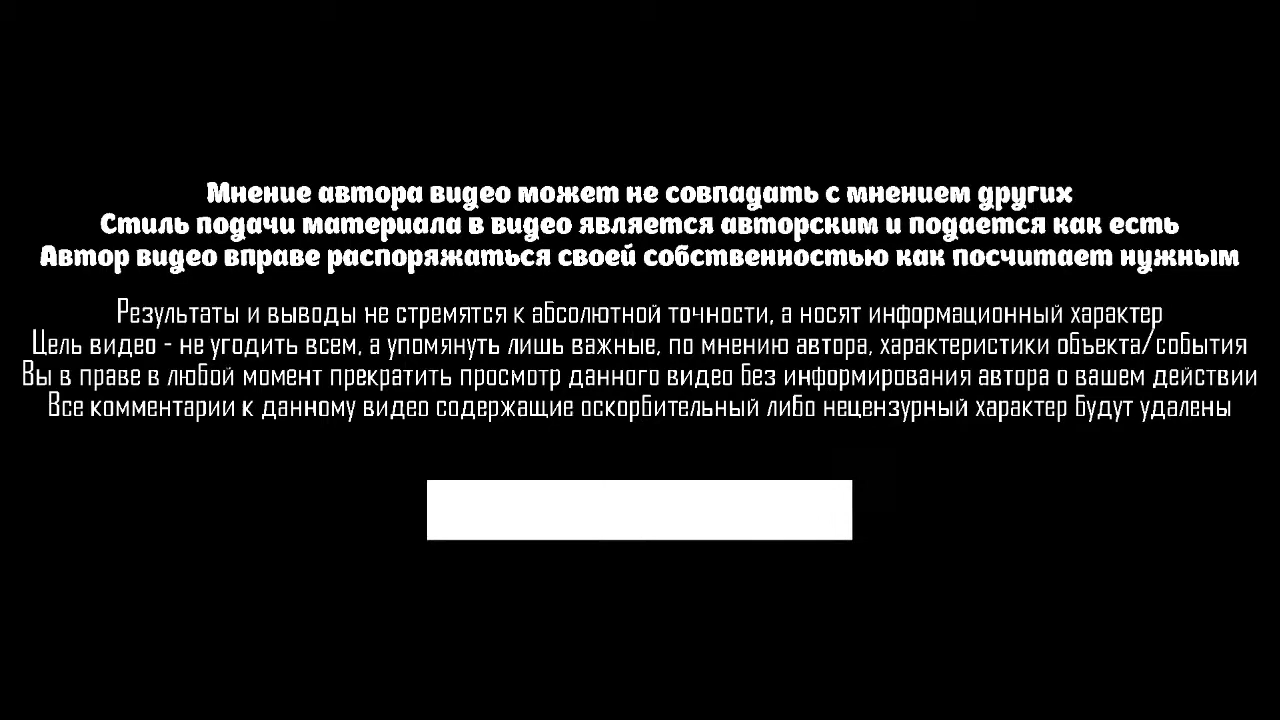 Мнение автора видео может не совпадать с мнением других
Стиль подачи материала в видео является авторским и подается как есть
Автор видео вправе распоряжаться своей собственностью как посчитает нужным
Результаты и выводы не стремятся к абсолютной точности, а носят информационный характер
Цель видео - не угодить всем, а упомянуть лишь важные, по мнению автора, характеристики объекта/события
Вы в праве в любой момент прекратить просмотр данного видео без информирования автора о вашем действии
Все комментарии к данному видео содержащие оскорбительный либо нецензурный характер будут удалены